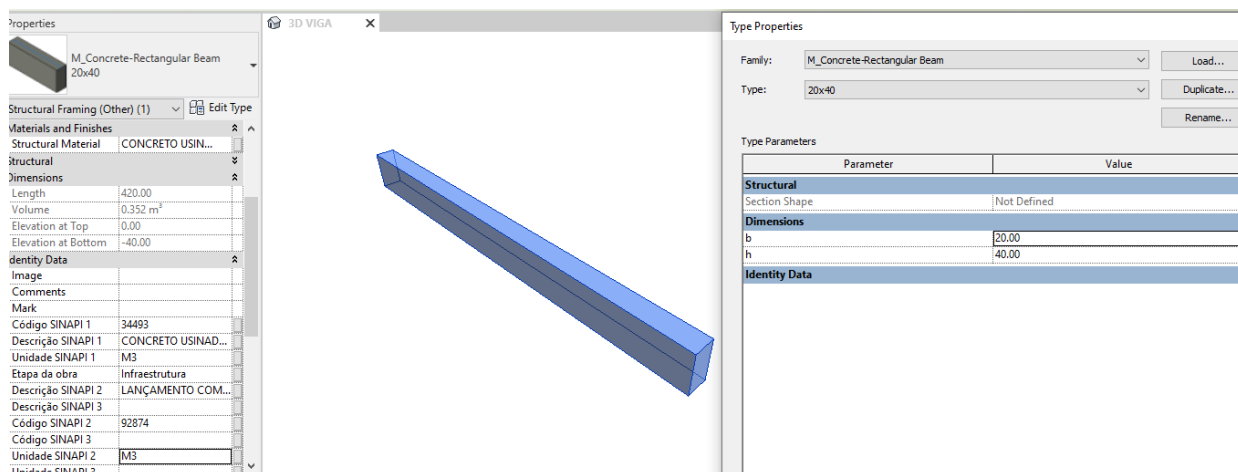 Properties
M_Concrete-Rectangular Beam
20x40
Structural Framing (Other) (1)
Edit Type
Materials and Finishes
Structural Material CONCRETO USIN...
Structural
Dimensions
Length 420.00
Volume 0.352 m³
Elevation at Top 0.00
Elevation at Bottom -40.00
Identity Data
Image
Comments
Mark
Código SINAPI 1 34493
Descrição SINAPI 1 CONCRETO USINAD...
Unidade SINAPI 1 M3
Etapa da obra Infraestrutura
Descrição SINAPI 2 LANÇAMENTO COM...
Descrição SINAPI 3
Código SINAPI 2 92874
Código SINAPI 3
Unidade SINAPI 2 M3
Unidade SINAPI 3
3D VIGA
Type Properties
Family: M_Concrete-Rectangular Beam Load...
Type: 20x40 Duplicate...
Rename...
Type Parameters
Parameter Value
Structural
Section Shape Not Defined
Dimensions
b 20.00
h 40.00
Identity Data